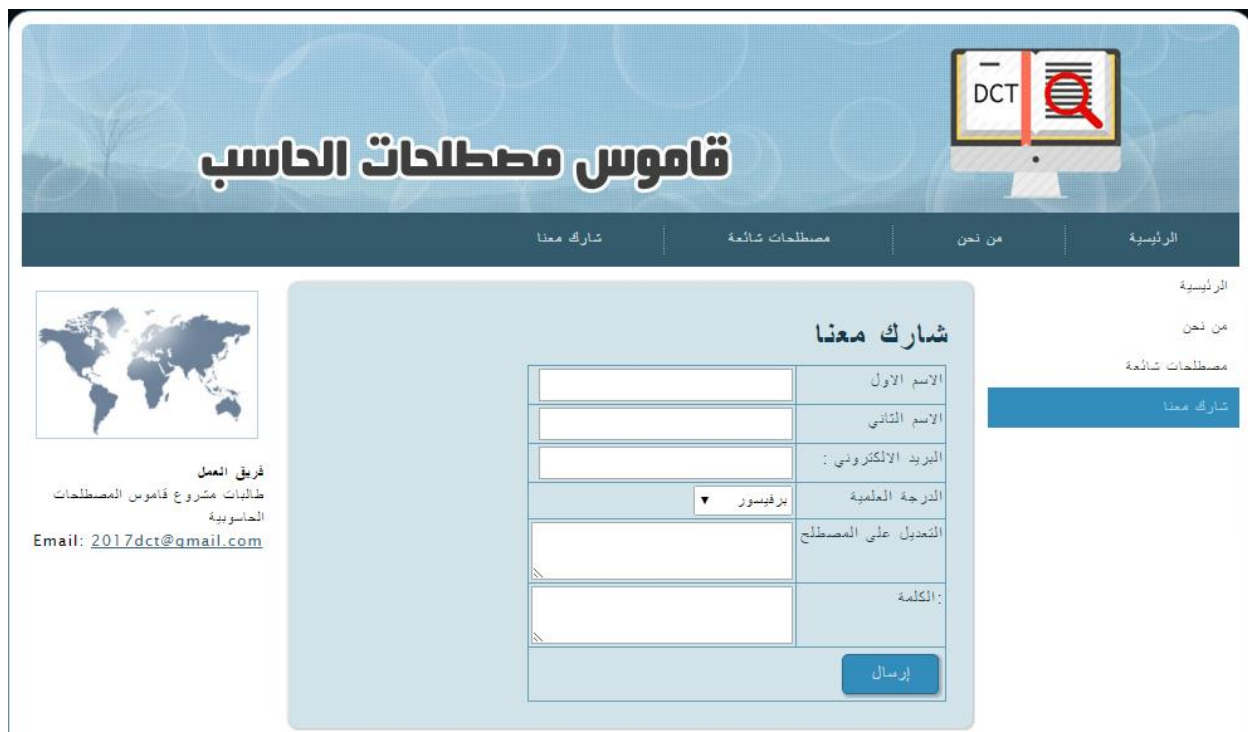 DCT
قاموس مصطلحات الحاسب
الرئيسية
من نحن
مصطلحات شائعة
شارك معنا
الرئيسية
من نحن
مصطلحات شائعة
شارك معنا
شارك معنا
الاسم الاول
الاسم الثاني
البريد الالكتروني :
الدرجة العلمية
برفيسور
التعديل على المصطلح
:الكلمة
إرسال
فريق العمل
طالبات مشروع قاموس المصطلحات
الحاسوبية
Email: 2017dct@gmail.com